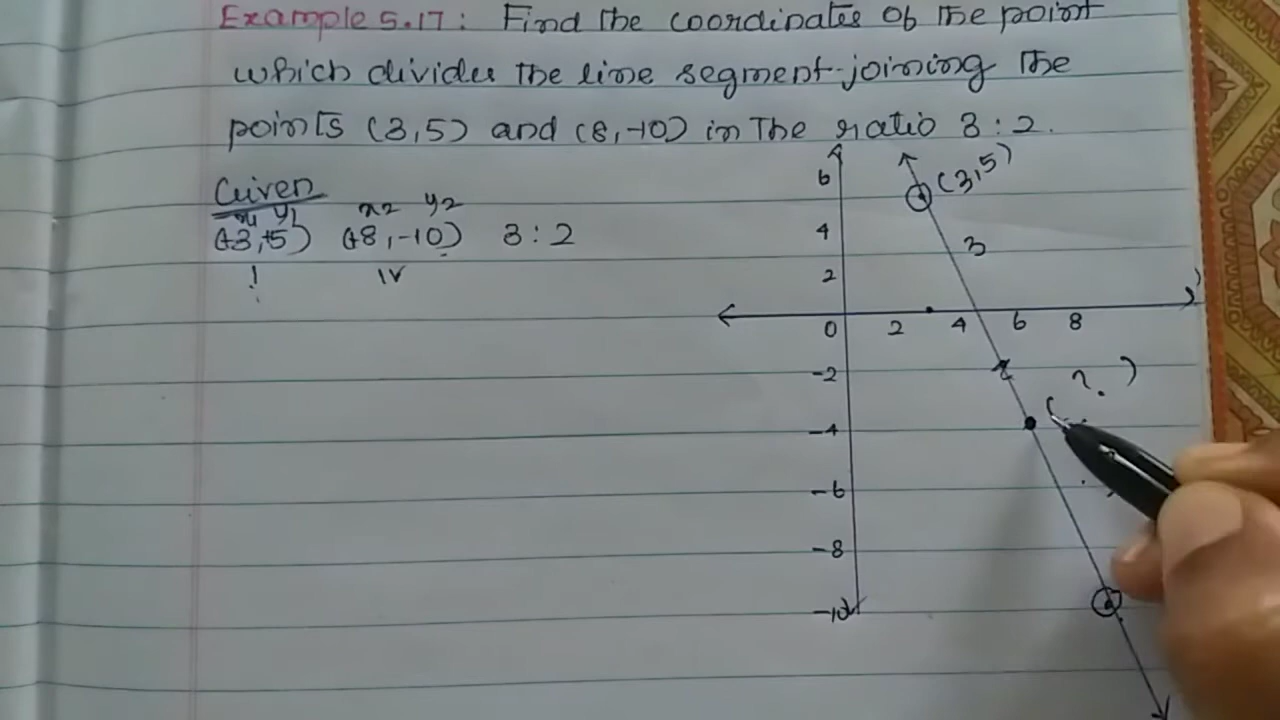 Example 5.17: Find the coordinates of the point
which divides the line segment joining the
points (3,5) and (8,-10) in the ratio 3:2.
Given
x1 y1 x2 y2
(+3,+5) (+8,-10) 3:2
I IV
6
(3,5)
4
3
2
0 2 4 6 8
-2
( ? )
-4
-6
-8
-10